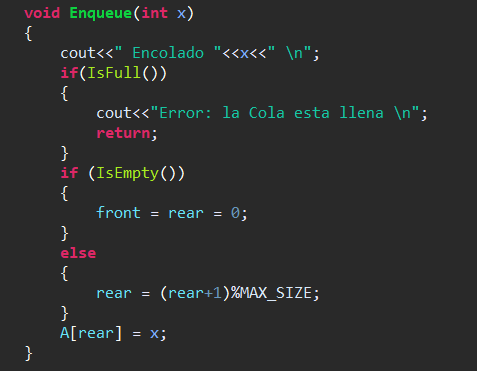 void Enqueue(int x)
{
    cout<<" Encolado "<<x<<" \n";
    if(IsFull())
    {
        cout<<"Error: la Cola esta llena \n";
        return;
    }
    if (IsEmpty())
    {
        front = rear = 0;
    }
    else
    {
        rear = (rear+1)%MAX_SIZE;
    }
    A[rear] = x;
}